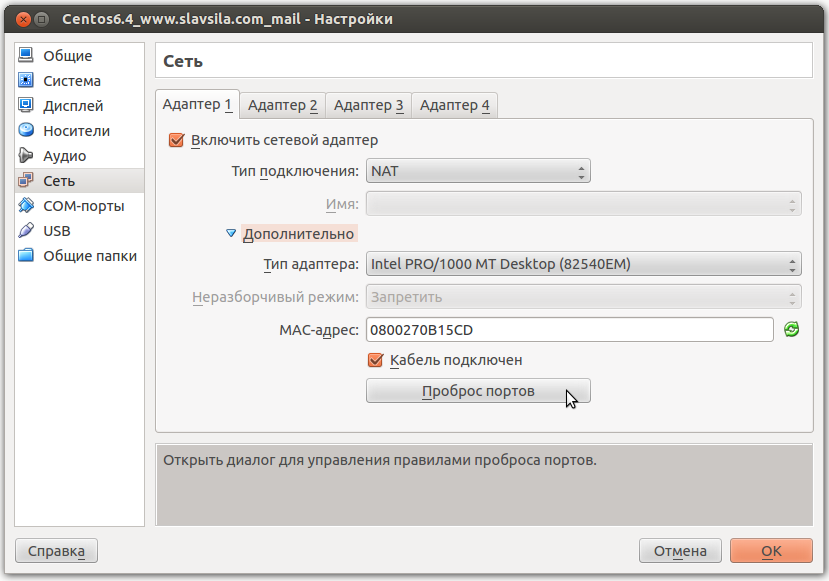 Centos6.4_www.slavsila.com_mail - Настройки
Общие
Система
Дисплей
Носители
Аудио
Сеть
COM-порты
USB
Общие папки
Сеть
Адаптер 1 Адаптер 2 Адаптер 3 Адаптер 4
Включить сетевой адаптер
Тип подключения: NAT
Имя:
Дополнительно
Тип адаптера: Intel PRO/1000 MT Desktop (82540EM)
Неразборчивый режим: Запретить
MAC-адрес: 0800270B15CD
Кабель подключен
Проброс портов
Открыть диалог для управления правилами проброса портов.
Справка Отмена OK